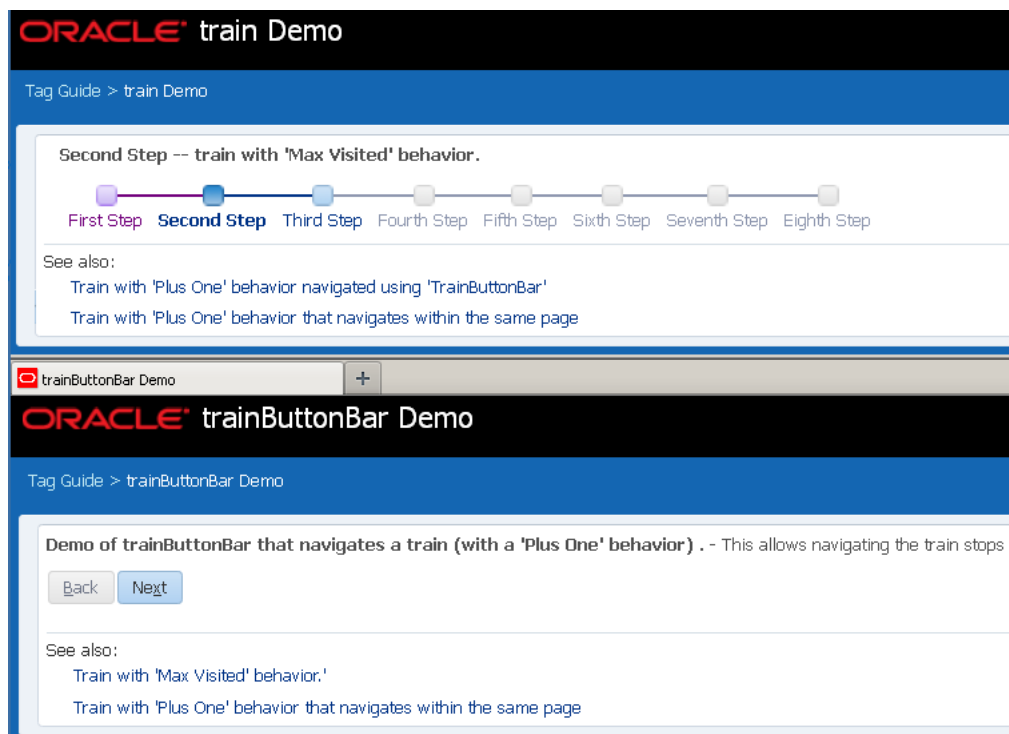 ORACLE train Demo
Tag Guide > train Demo
Second Step -- train with 'Max Visited' behavior.
First Step Second Step Third Step Fourth Step Fifth Step Sixth Step Seventh Step Eighth Step
See also:
Train with 'Plus One' behavior navigated using 'TrainButtonBar'
Train with 'Plus One' behavior that navigates within the same page
trainButtonBar Demo +
ORACLE trainButtonBar Demo
Tag Guide > trainButtonBar Demo
Demo of trainButtonBar that navigates a train (with a 'Plus One' behavior) . - This allows navigating the train stops
Back Next
See also:
Train with 'Max Visited' behavior.'
Train with 'Plus One' behavior that navigates within the same page